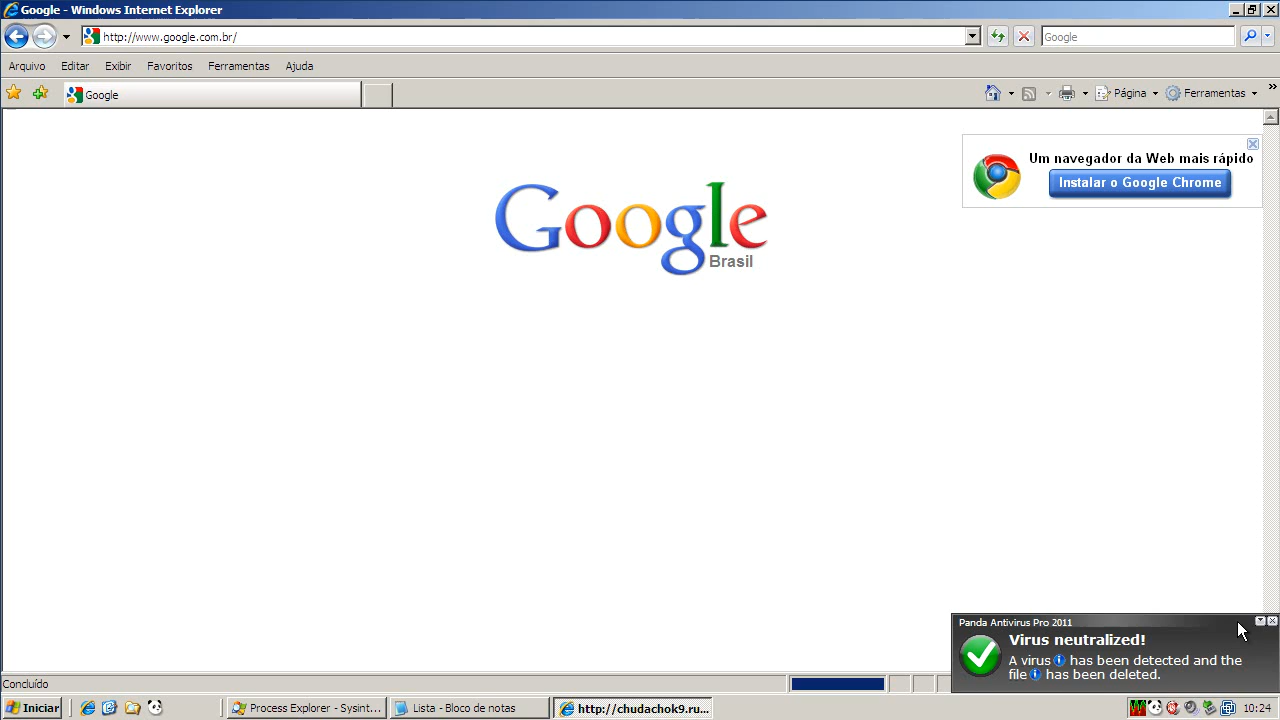 Google - Windows Internet Explorer
http://www.google.com.br/
Google
Arquivo Editar Exibir Favoritos Ferramentas Ajuda
Google
Página
Ferramentas
Um navegador da Web mais rápido
Instalar o Google Chrome
Google
Brasil
Panda Antivirus Pro 2011
Virus neutralized!
A virus has been detected and the
file has been deleted.
Concluído
Iniciar
Process Explorer - Sysint...
Lista - Bloco de notas
http://chudachok9.ru...
10:24